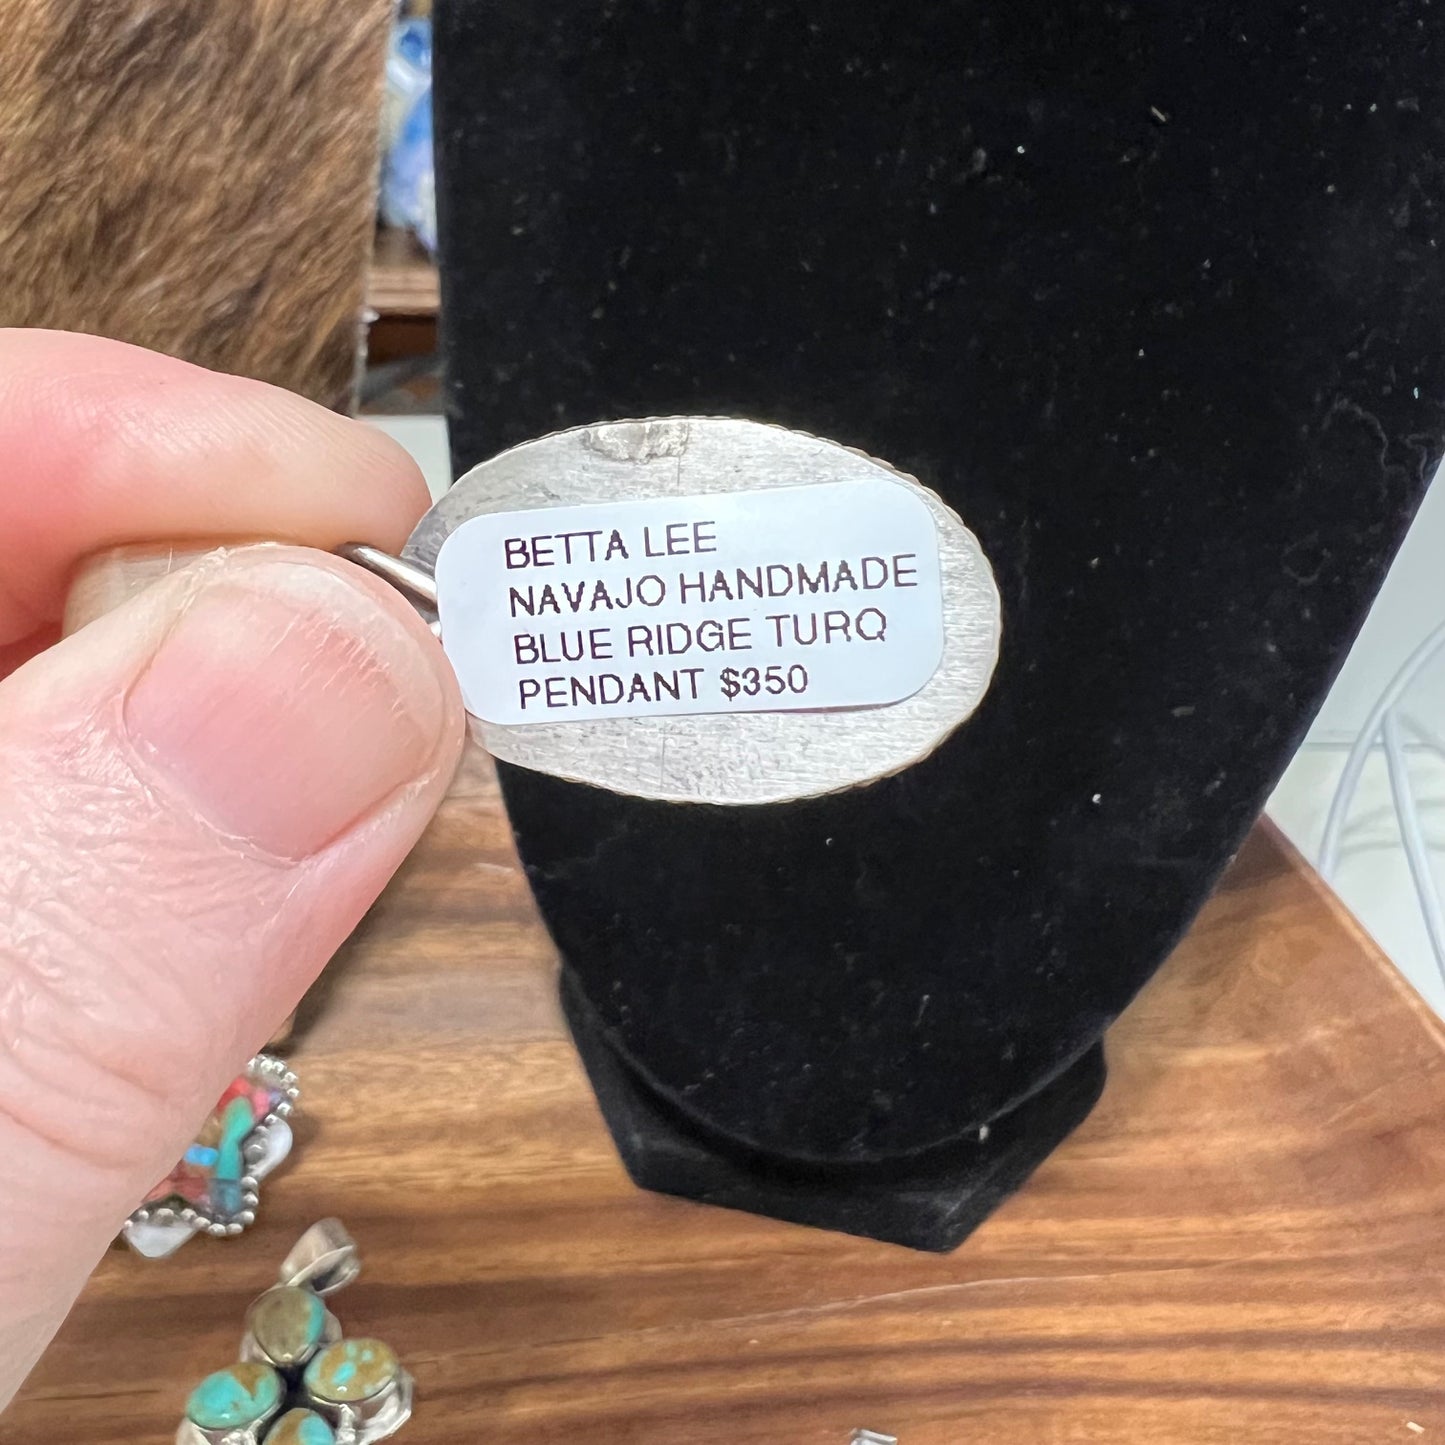 BETTA LEE
NAVAJO HANDMADE
BLUE RIDGE TURQ
PENDANT $350